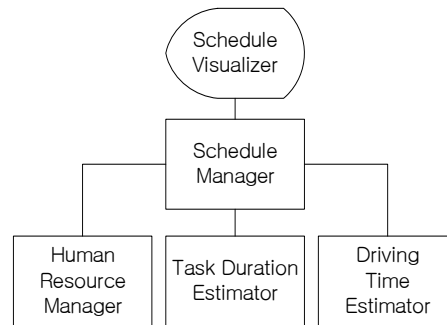 Schedule
Visualizer
Schedule
Manager
Human
Resource
Manager
Task Duration
Estimator
Driving
Time
Estimator